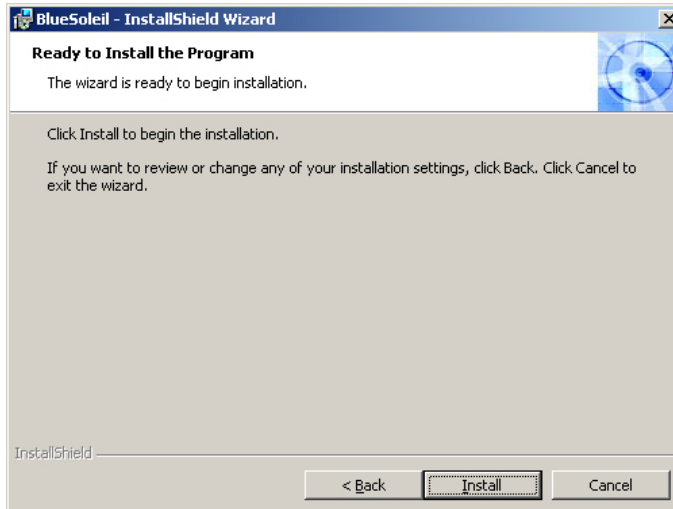 BlueSoleil - InstallShield Wizard
Ready to Install the Program
The wizard is ready to begin installation.
Click Install to begin the installation.
If you want to review or change any of your installation settings, click Back. Click Cancel to
exit the wizard.
InstallShield
< Back Install Cancel